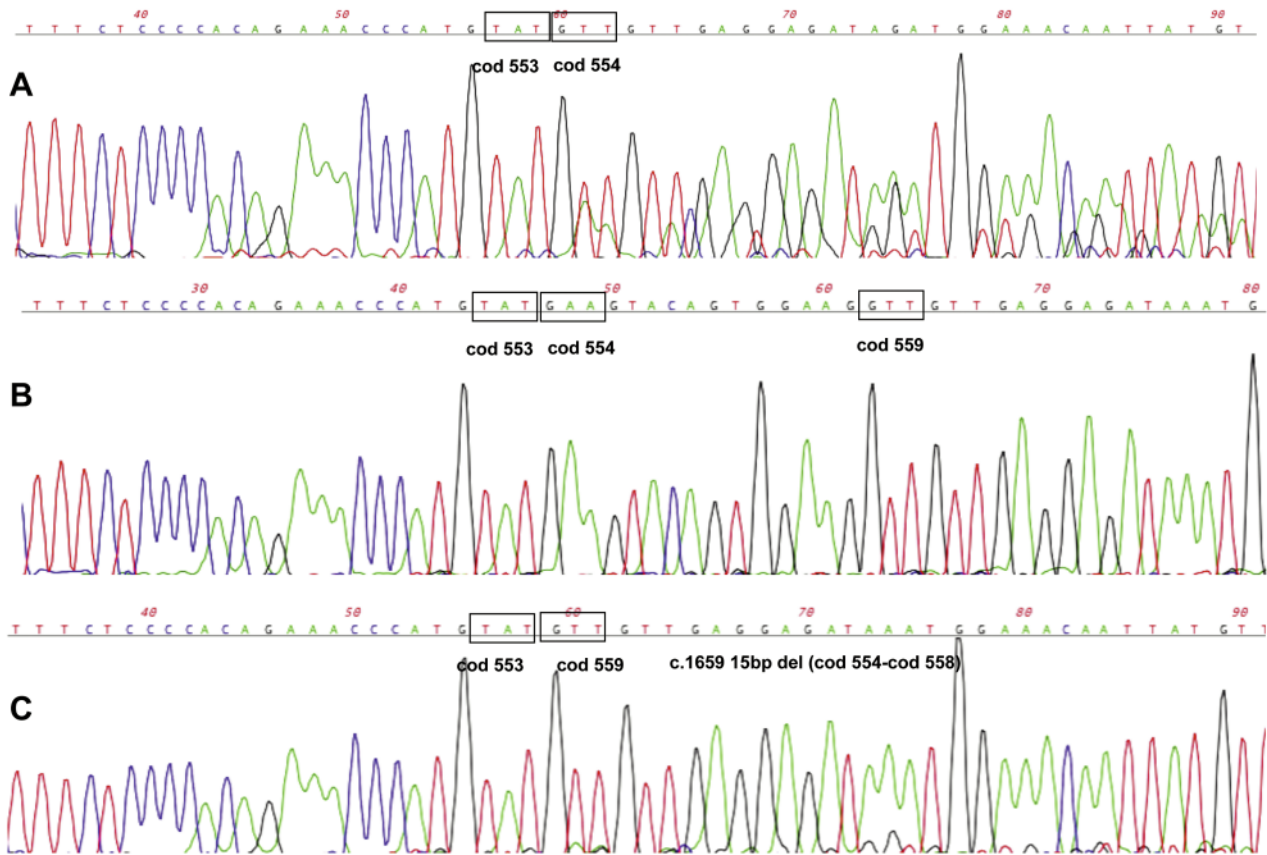 40 50 60 70 80 90
T T T C T C C C C A C A G A A A C C C A T G T A T G T T G T T G A G G A G A T A G A T G G A A A C A A T T A T G T
cod 553 cod 554
A
30 40 50 60 70 80
T T T C T C C C C A C A G A A A C C C A T G T A T G A A G T A C A G T G G A A G G T T G T T G A G G A G A T A A A T G
cod 553 cod 554 cod 559
B
40 50 60 70 80 90
T T T C T C C C C A C A G A A A C C C A T G T A T G T T G T T G A G G A G A T A A A T G G A A A C A A T T A T G T T
cod 553 cod 559 c.1659 15bp del (cod 554-cod 558)
C